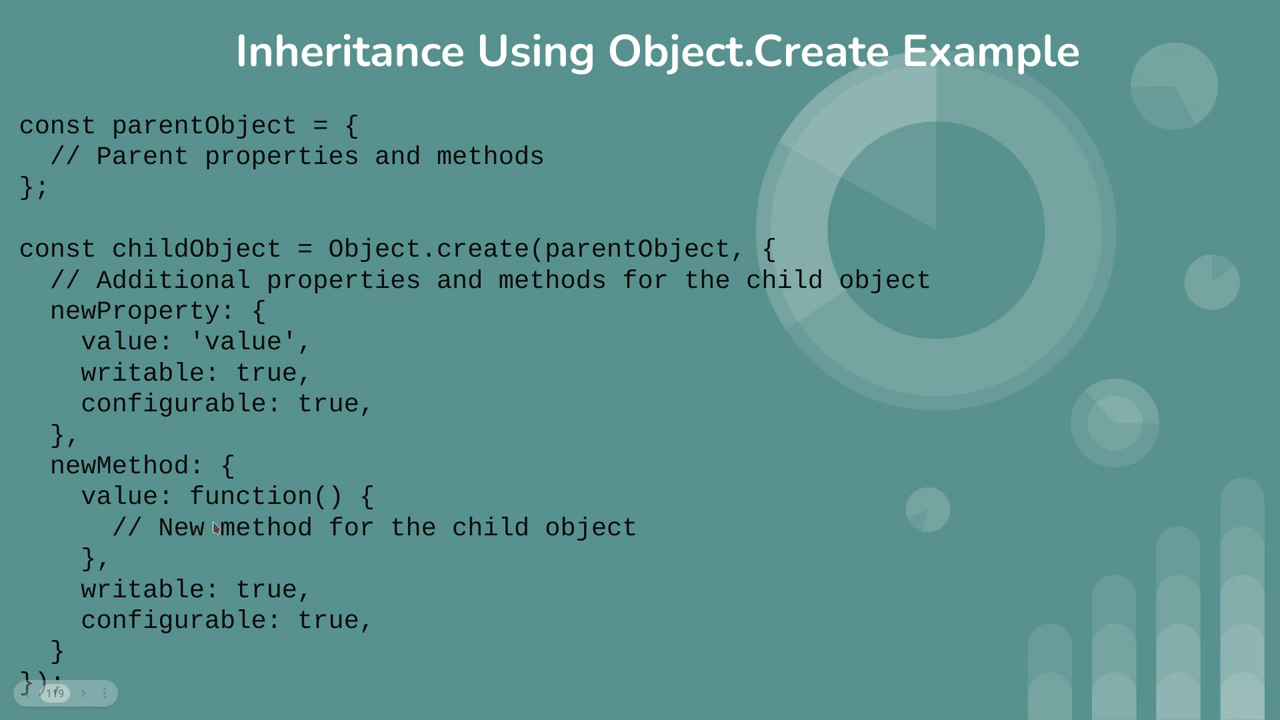 Inheritance Using Object.Create Example
const parentObject = {
  // Parent properties and methods
};
const childObject = Object.create(parentObject, {
  // Additional properties and methods for the child object
  newProperty: {
    value: 'value',
    writable: true,
    configurable: true,
  },
  newMethod: {
    value: function() {
      // New method for the child object
    },
    writable: true,
    configurable: true,
  }
});
119